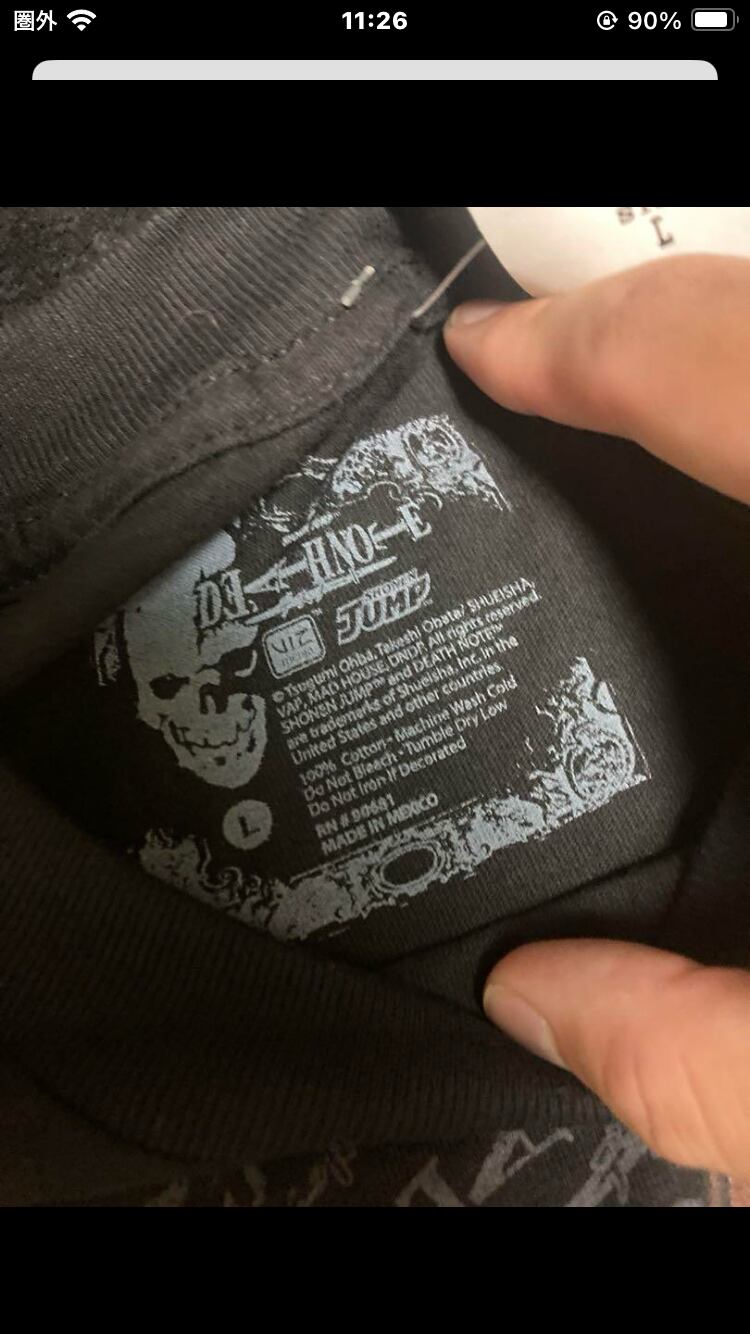 圏外 11:26 90%
L
DEATH NOTE™
VIZ media SHONEN JUMP™
© Tsugumi Ohba, Takeshi Obata/ SHUEISHA,
VAP, MAD HOUSE, DNDP. All rights reserved.
SHONEN JUMP™ and DEATH NOTE™
are trademarks of Shueisha, Inc. in the
United States and other countries
100% Cotton • Machine Wash Cold
Do Not Bleach • Tumble Dry Low
Do Not Iron if Decorated
L
RN # 90681
MADE IN MEXICO